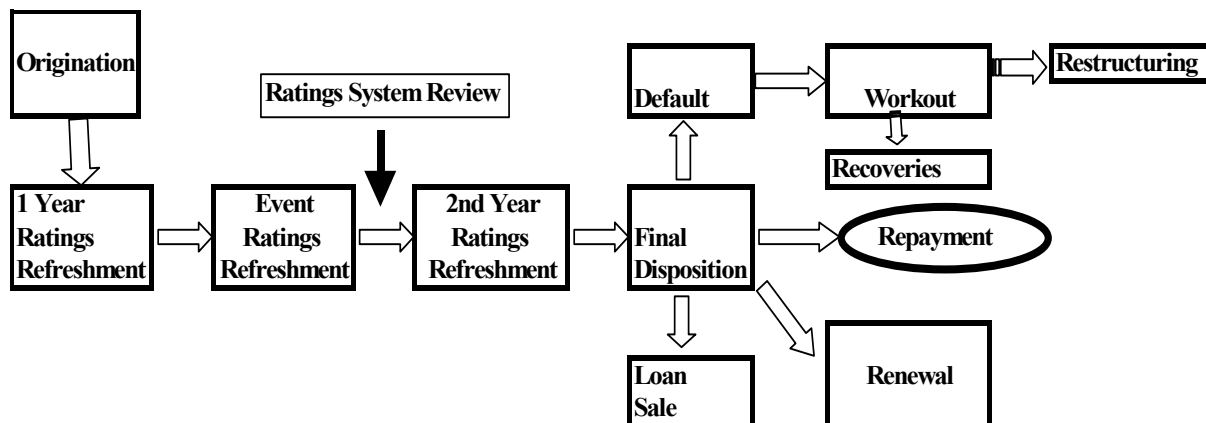 Origination
Ratings System Review
Default
Workout
Restructuring
Recoveries
1 Year
Ratings
Refreshment
Event
Ratings
Refreshment
2nd Year
Ratings
Refreshment
Final
Disposition
Repayment
Loan
Sale
Renewal